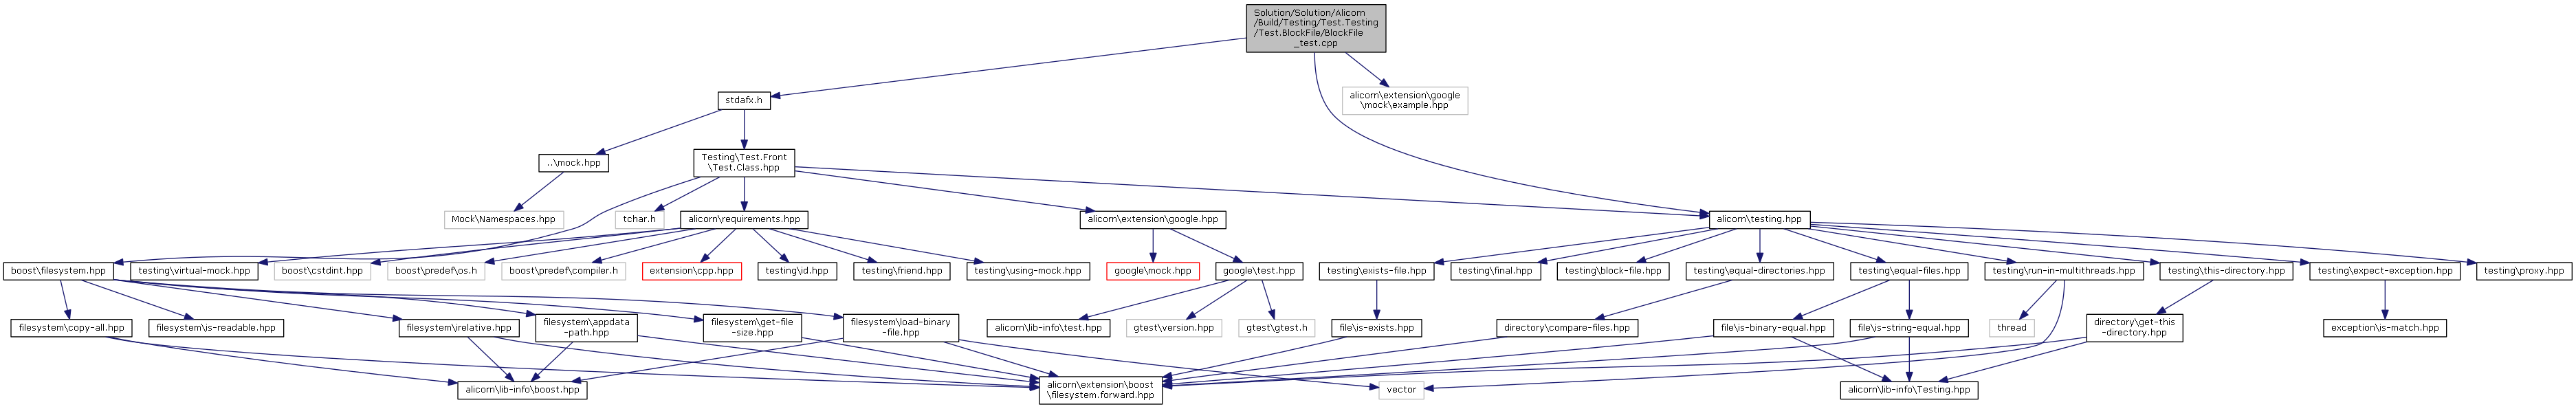 Solution/Solution/Alicorn
/Build/Testing/Test.Testing
/Test.BlockFile/BlockFile
_test.cpp
stdafx.h
alicorn\extension\google
\mock\example.hpp
..\mock.hpp
Testing\Test.Front
\Test.Class.hpp
Mock\Namespaces.hpp
tchar.h
alicorn\requirements.hpp
alicorn\extension\google.hpp
alicorn\testing.hpp
boost\filesystem.hpp
testing\virtual-mock.hpp
boost\cstdint.hpp
boost\predef\os.h
boost\predef\compiler.h
extension\cpp.hpp
testing\id.hpp
testing\friend.hpp
testing\using-mock.hpp
google\mock.hpp
google\test.hpp
testing\exists-file.hpp
testing\final.hpp
testing\block-file.hpp
testing\equal-directories.hpp
testing\equal-files.hpp
testing\run-in-multithreads.hpp
testing\this-directory.hpp
testing\expect-exception.hpp
testing\proxy.hpp
filesystem\copy-all.hpp
filesystem\is-readable.hpp
filesystem\irelative.hpp
filesystem\appdata
-path.hpp
filesystem\get-file
-size.hpp
filesystem\load-binary
-file.hpp
alicorn\lib-info\test.hpp
gtest\version.hpp
gtest\gtest.h
file\is-exists.hpp
directory\compare-files.hpp
file\is-binary-equal.hpp
file\is-string-equal.hpp
thread
directory\get-this
-directory.hpp
exception\is-match.hpp
alicorn\lib-info\boost.hpp
alicorn\extension\boost
\filesystem.forward.hpp
vector
alicorn\lib-info\Testing.hpp